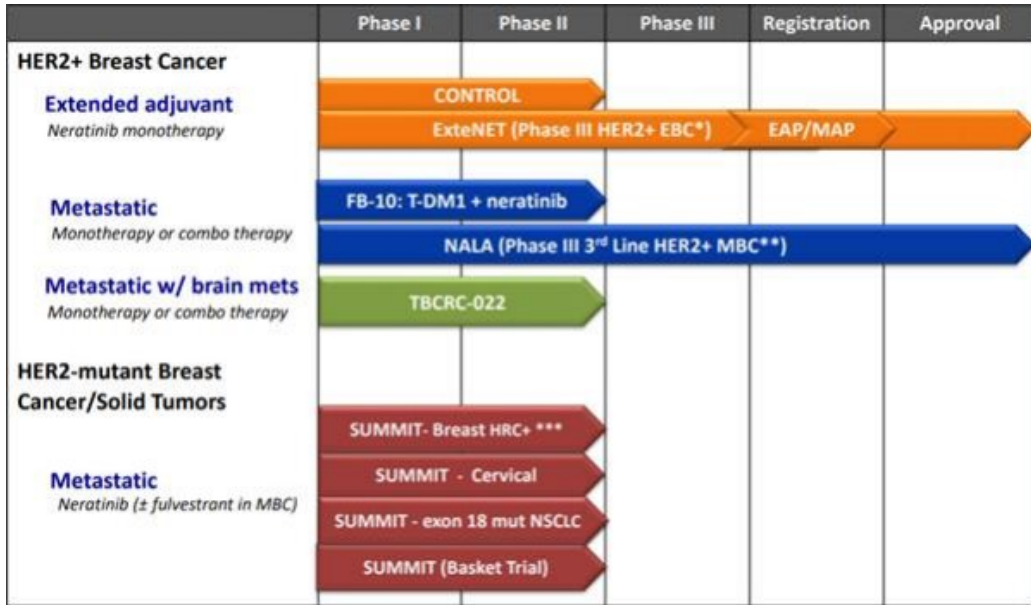 Phase I Phase II Phase III Registration Approval
HER2+ Breast Cancer
Extended adjuvant
Neratinib monotherapy
CONTROL
ExteNET (Phase III HER2+ EBC*)
EAP/MAP
Metastatic
Monotherapy or combo therapy
FB-10: T-DM1 + neratinib
NALA (Phase III 3rd Line HER2+ MBC**)
Metastatic w/ brain mets
Monotherapy or combo therapy
TBCRC-022
HER2-mutant Breast
Cancer/Solid Tumors
Metastatic
Neratinib (± fulvestrant in MBC)
SUMMIT- Breast HRC+ ***
SUMMIT - Cervical
SUMMIT - exon 18 mut NSCLC
SUMMIT (Basket Trial)